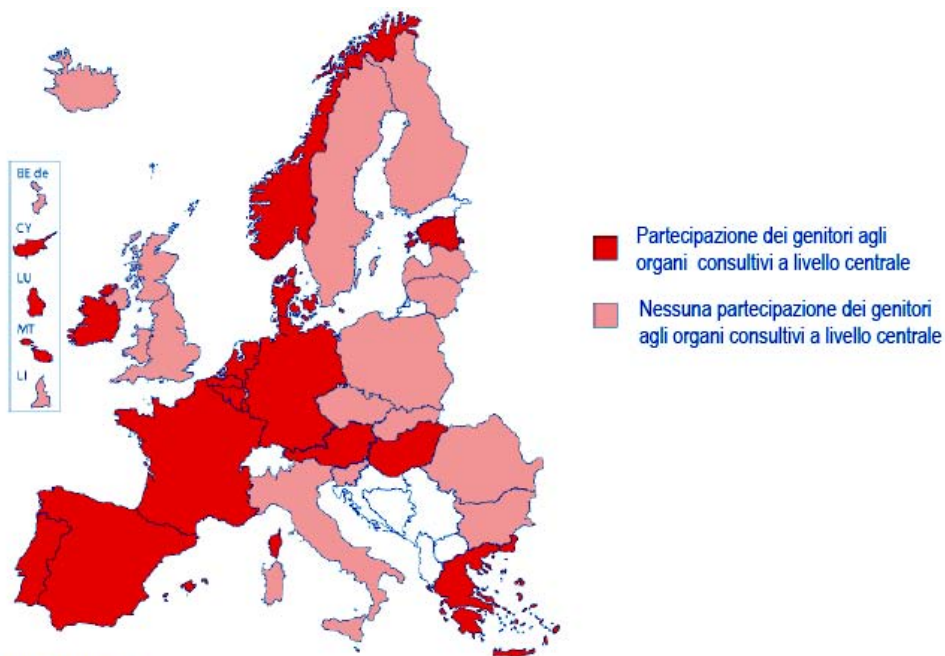 BE de
CY
LU
MT
LI
Partecipazione dei genitori agli
organi consultivi a livello centrale
Nessuna partecipazione dei genitori
agli organi consultivi a livello centrale